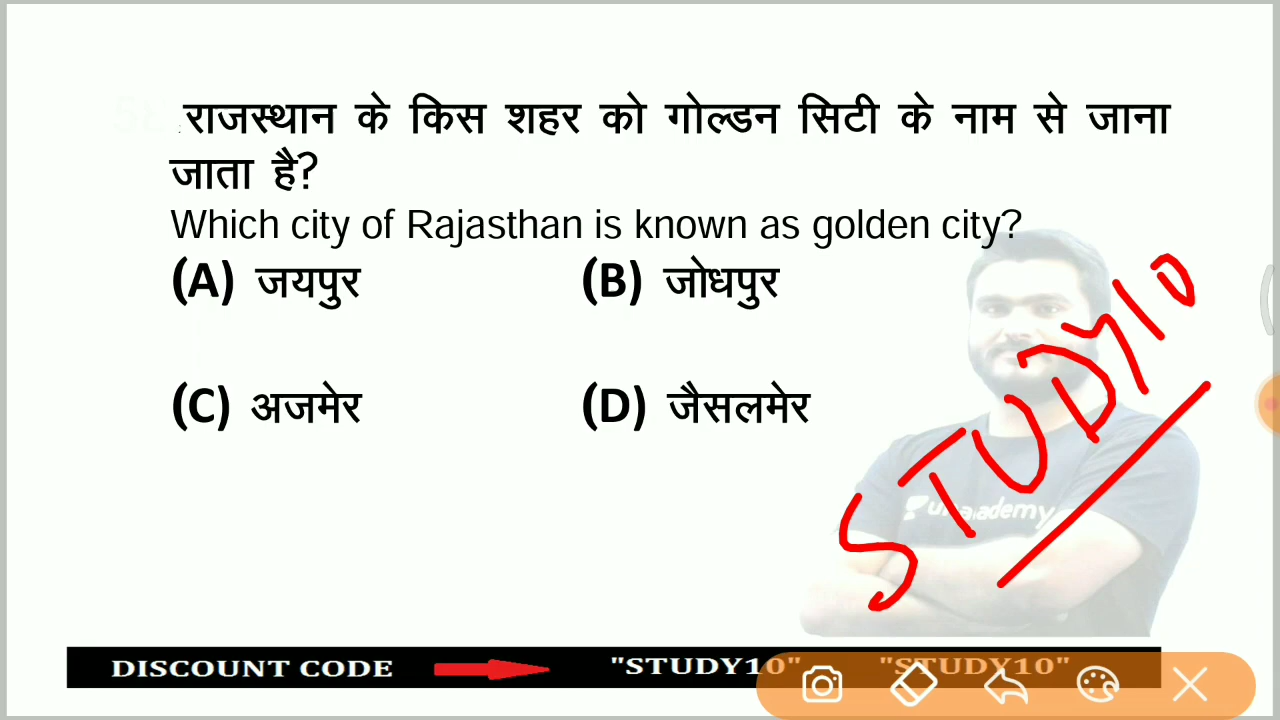 राजस्थान के किस शहर को गोल्डन सिटी के नाम से जाना
जाता है?
Which city of Rajasthan is known as golden city?
(A) जयपुर (B) जोधपुर
(C) अजमेर (D) जैसलमेर
STUDY10
unacademy
DISCOUNT CODE "STUDY10" "STUDY10"